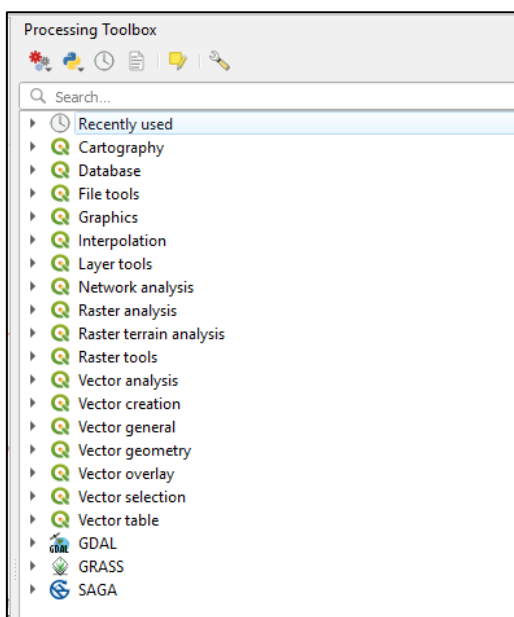 Processing Toolbox
Search...
Recently used
Cartography
Database
File tools
Graphics
Interpolation
Layer tools
Network analysis
Raster analysis
Raster terrain analysis
Raster tools
Vector analysis
Vector creation
Vector general
Vector geometry
Vector overlay
Vector selection
Vector table
GDAL GDAL
GRASS
SAGA